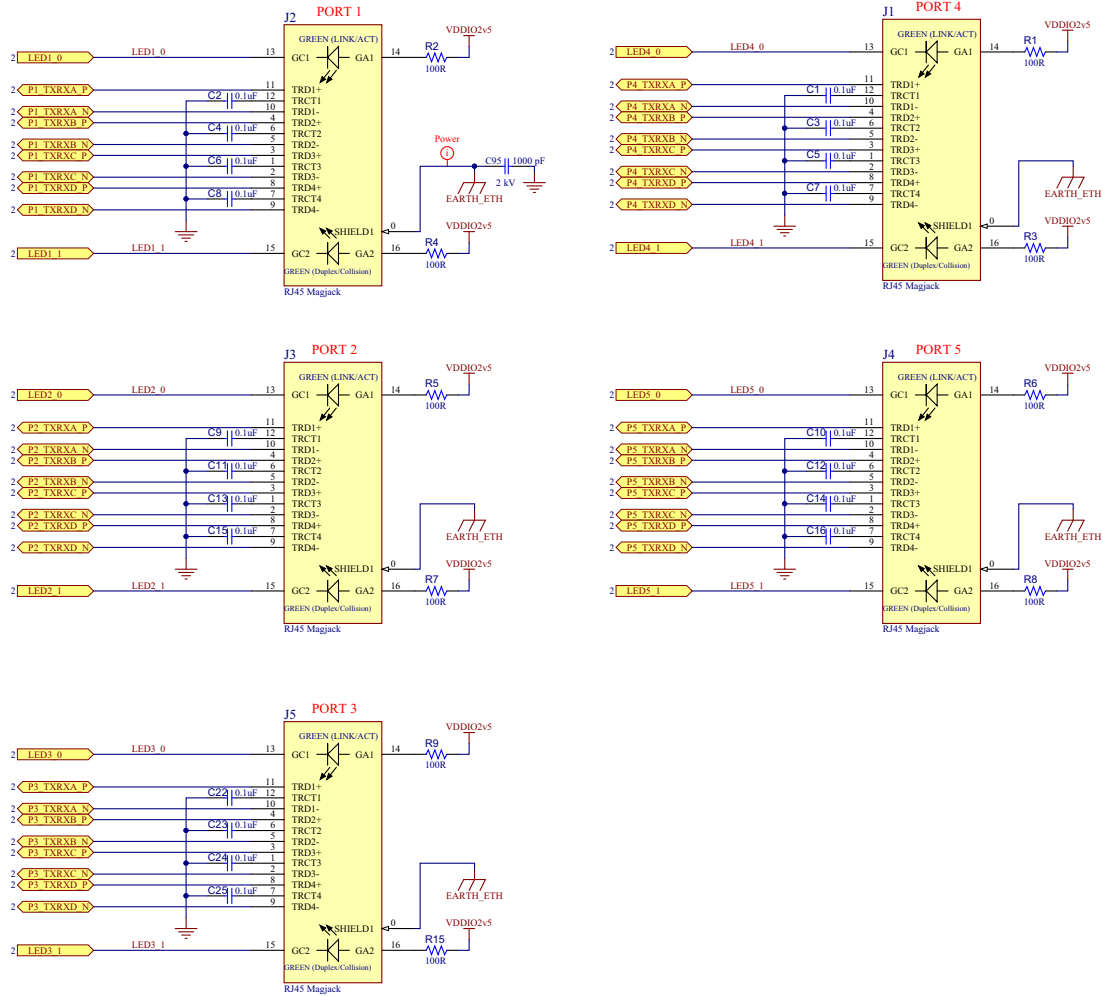 PORT 1
J2
GREEN (LINK/ACT)
VDDIO2v5
2 LED1_0 LED1_0 13 GC1 GA1 14 R2
100R
2 P1_TXRXA_P 11 TRD1+
C2 0.1uF 12 TRCT1
2 P1_TXRXA_N 10 TRD1-
2 P1_TXRXB_P 4 TRD2+
C4 0.1uF 6 TRCT2
2 P1_TXRXB_N 5 TRD2-
2 P1_TXRXC_P 3 TRD3+
C6 0.1uF 1 TRCT3
2 P1_TXRXC_N 2 TRD3-
2 P1_TXRXD_P 8 TRD4+
C8 0.1uF 7 TRCT4
2 P1_TXRXD_N 9 TRD4-
Power
i
C95 1000 pF
2 kV
EARTH_ETH
SHIELD1 0
VDDIO2v5
2 LED1_1 LED1_1 15 GC2 GA2 16 R4
100R
GREEN (Duplex/Collision)
RJ45 Magjack
PORT 4
J1
GREEN (LINK/ACT)
VDDIO2v5
2 LED4_0 LED4_0 13 GC1 GA1 14 R1
100R
2 P4_TXRXA_P 11 TRD1+
C1 0.1uF 12 TRCT1
2 P4_TXRXA_N 10 TRD1-
2 P4_TXRXB_P 4 TRD2+
C3 0.1uF 6 TRCT2
2 P4_TXRXB_N 5 TRD2-
2 P4_TXRXC_P 3 TRD3+
C5 0.1uF 1 TRCT3
2 P4_TXRXC_N 2 TRD3-
2 P4_TXRXD_P 8 TRD4+
C7 0.1uF 7 TRCT4
2 P4_TXRXD_N 9 TRD4-
EARTH_ETH
SHIELD1 0
VDDIO2v5
2 LED4_1 LED4_1 15 GC2 GA2 16 R3
100R
GREEN (Duplex/Collision)
RJ45 Magjack
PORT 2
J3
GREEN (LINK/ACT)
VDDIO2v5
2 LED2_0 LED2_0 13 GC1 GA1 14 R5
100R
2 P2_TXRXA_P 11 TRD1+
C9 0.1uF 12 TRCT1
2 P2_TXRXA_N 10 TRD1-
2 P2_TXRXB_P 4 TRD2+
C11 0.1uF 6 TRCT2
2 P2_TXRXB_N 5 TRD2-
2 P2_TXRXC_P 3 TRD3+
C13 0.1uF 1 TRCT3
2 P2_TXRXC_N 2 TRD3-
2 P2_TXRXD_P 8 TRD4+
C15 0.1uF 7 TRCT4
2 P2_TXRXD_N 9 TRD4-
EARTH_ETH
SHIELD1 0
VDDIO2v5
2 LED2_1 LED2_1 15 GC2 GA2 16 R7
100R
GREEN (Duplex/Collision)
RJ45 Magjack
PORT 5
J4
GREEN (LINK/ACT)
VDDIO2v5
2 LED5_0 LED5_0 13 GC1 GA1 14 R6
100R
2 P5_TXRXA_P 11 TRD1+
C10 0.1uF 12 TRCT1
2 P5_TXRXA_N 10 TRD1-
2 P5_TXRXB_P 4 TRD2+
C12 0.1uF 6 TRCT2
2 P5_TXRXB_N 5 TRD2-
2 P5_TXRXC_P 3 TRD3+
C14 0.1uF 1 TRCT3
2 P5_TXRXC_N 2 TRD3-
2 P5_TXRXD_P 8 TRD4+
C16 0.1uF 7 TRCT4
2 P5_TXRXD_N 9 TRD4-
EARTH_ETH
SHIELD1 0
VDDIO2v5
2 LED5_1 LED5_1 15 GC2 GA2 16 R8
100R
GREEN (Duplex/Collision)
RJ45 Magjack
PORT 3
J5
GREEN (LINK/ACT)
VDDIO2v5
2 LED3_0 LED3_0 13 GC1 GA1 14 R9
100R
2 P3_TXRXA_P 11 TRD1+
C22 0.1uF 12 TRCT1
2 P3_TXRXA_N 10 TRD1-
2 P3_TXRXB_P 4 TRD2+
C23 0.1uF 6 TRCT2
2 P3_TXRXB_N 5 TRD2-
2 P3_TXRXC_P 3 TRD3+
C24 0.1uF 1 TRCT3
2 P3_TXRXC_N 2 TRD3-
2 P3_TXRXD_P 8 TRD4+
C25 0.1uF 7 TRCT4
2 P3_TXRXD_N 9 TRD4-
EARTH_ETH
SHIELD1 0
VDDIO2v5
2 LED3_1 LED3_1 15 GC2 GA2 16 R15
100R
GREEN (Duplex/Collision)
RJ45 Magjack